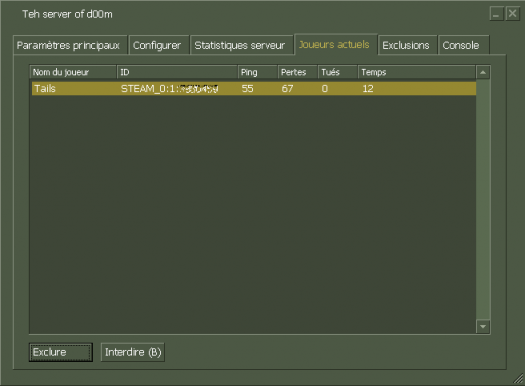 Teh server of d00m
Paramètres principaux Configurer Statistiques serveur Joueurs actuels Exclusions Console
Nom du joueur ID Ping Pertes Tués Temps
Tails STEAM_0:1: 55 67 0 12
Exclure Interdire (B)